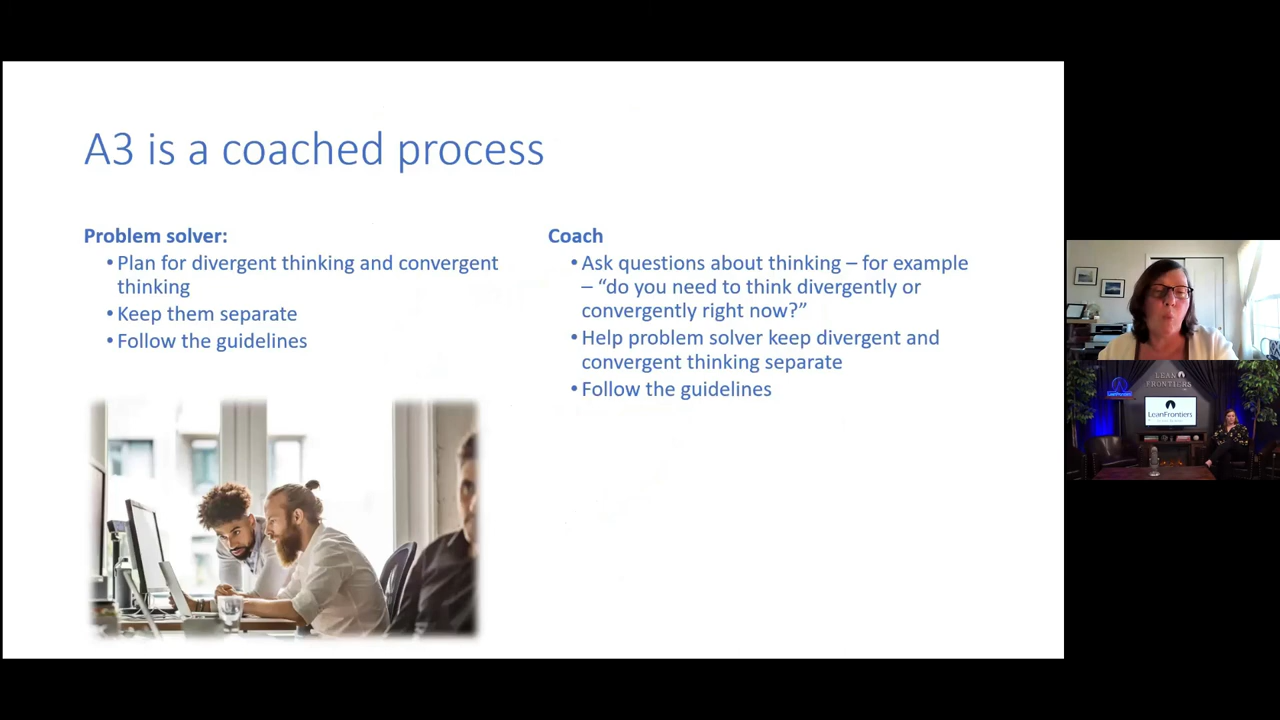 A3 is a coached process
Problem solver:
• Plan for divergent thinking and convergent
thinking
• Keep them separate
• Follow the guidelines
Coach
• Ask questions about thinking – for example
– “do you need to think divergently or
convergently right now?”
• Help problem solver keep divergent and
convergent thinking separate
• Follow the guidelines
LEAN
FRONTIERS
LeanFrontiers